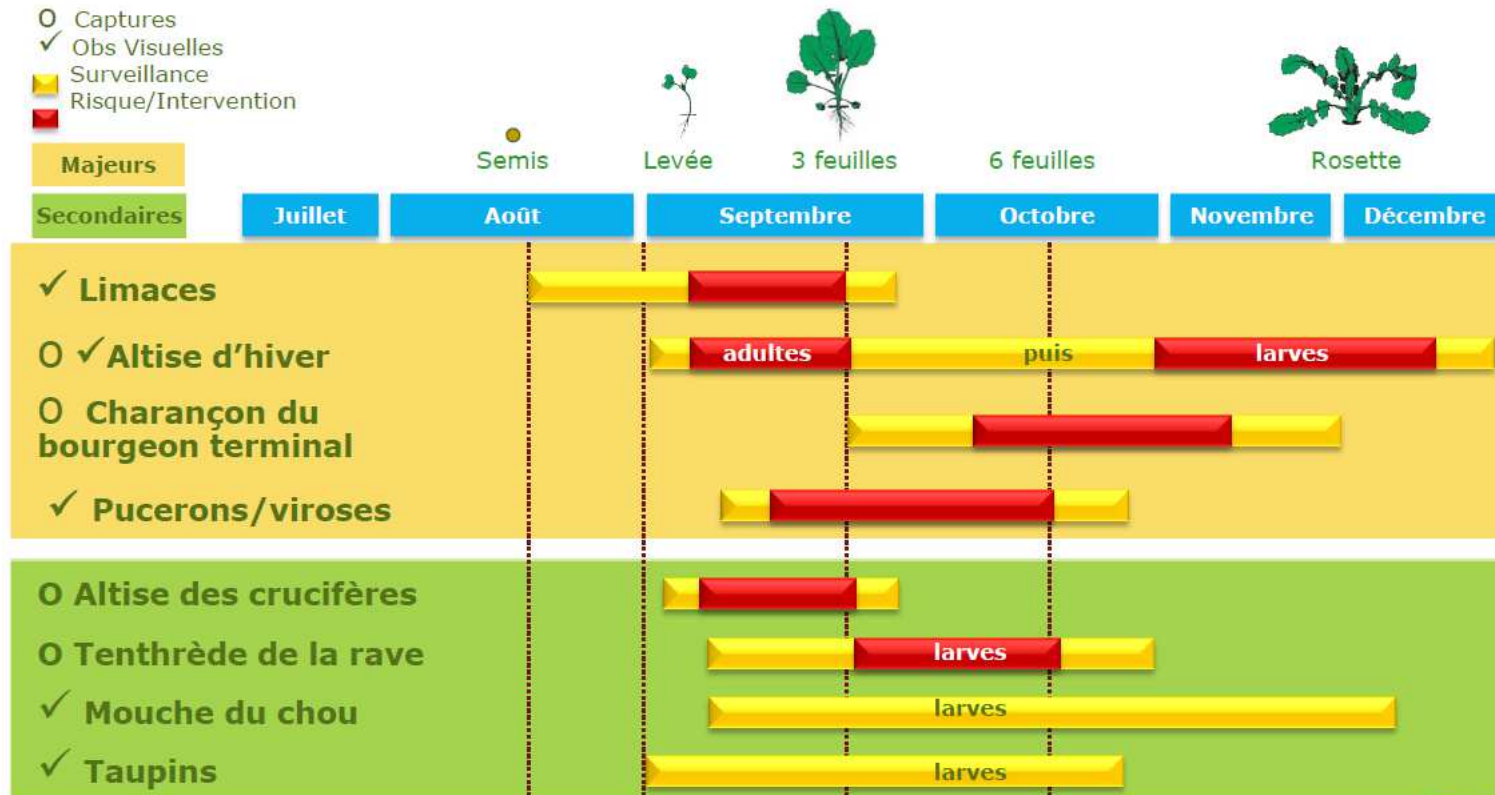 O Captures
✓ Obs Visuelles
Surveillance
Risque/Intervention
Majeurs
Semis Levée 3 feuilles 6 feuilles Rosette
Secondaires Juillet Août Septembre Octobre Novembre Décembre
✓ Limaces
O ✓ Altise d'hiver adultes puis larves
O Charançon du
bourgeon terminal
✓ Pucerons/viroses
O Altise des crucifères
O Tenthrède de la rave larves
✓ Mouche du chou larves
✓ Taupins larves